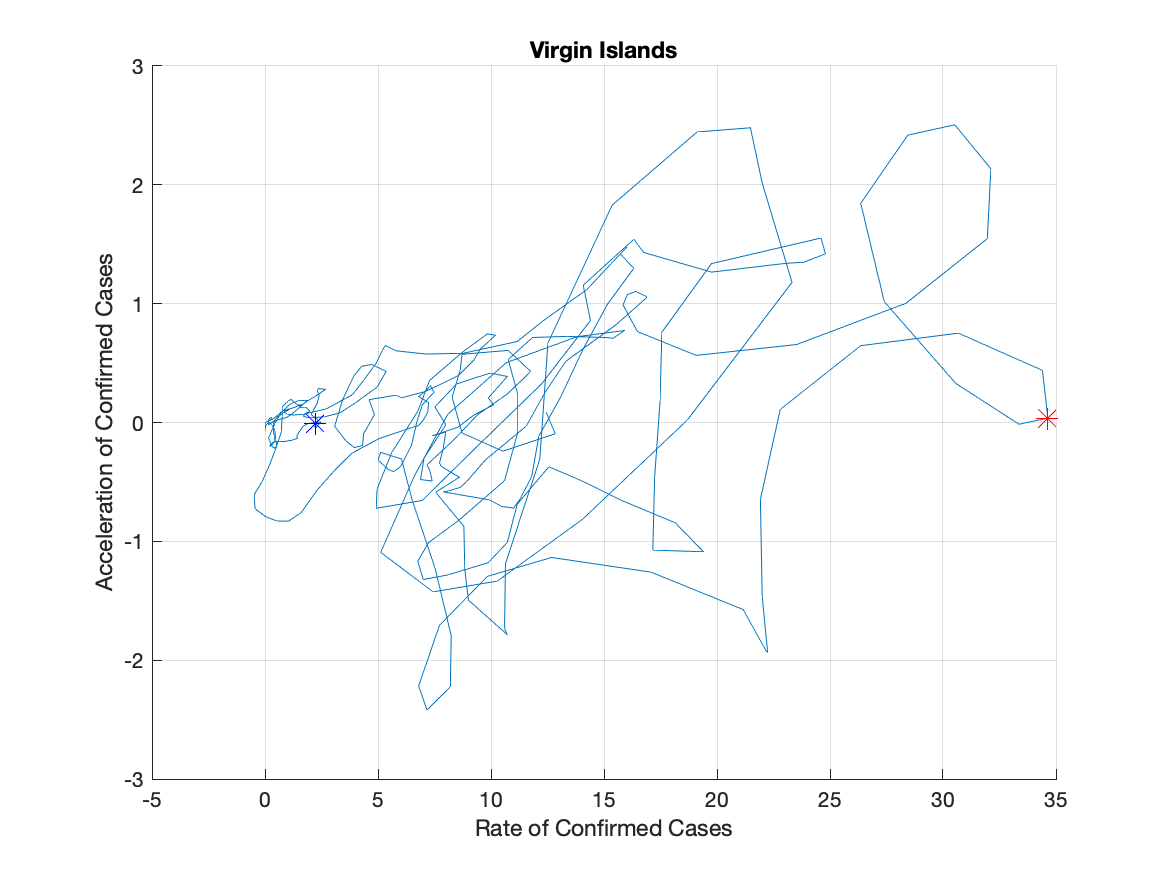 Virgin Islands
3
2
1
0
-1
-2
-3
Acceleration of Confirmed Cases
-5 0 5 10 15 20 25 30 35
Rate of Confirmed Cases